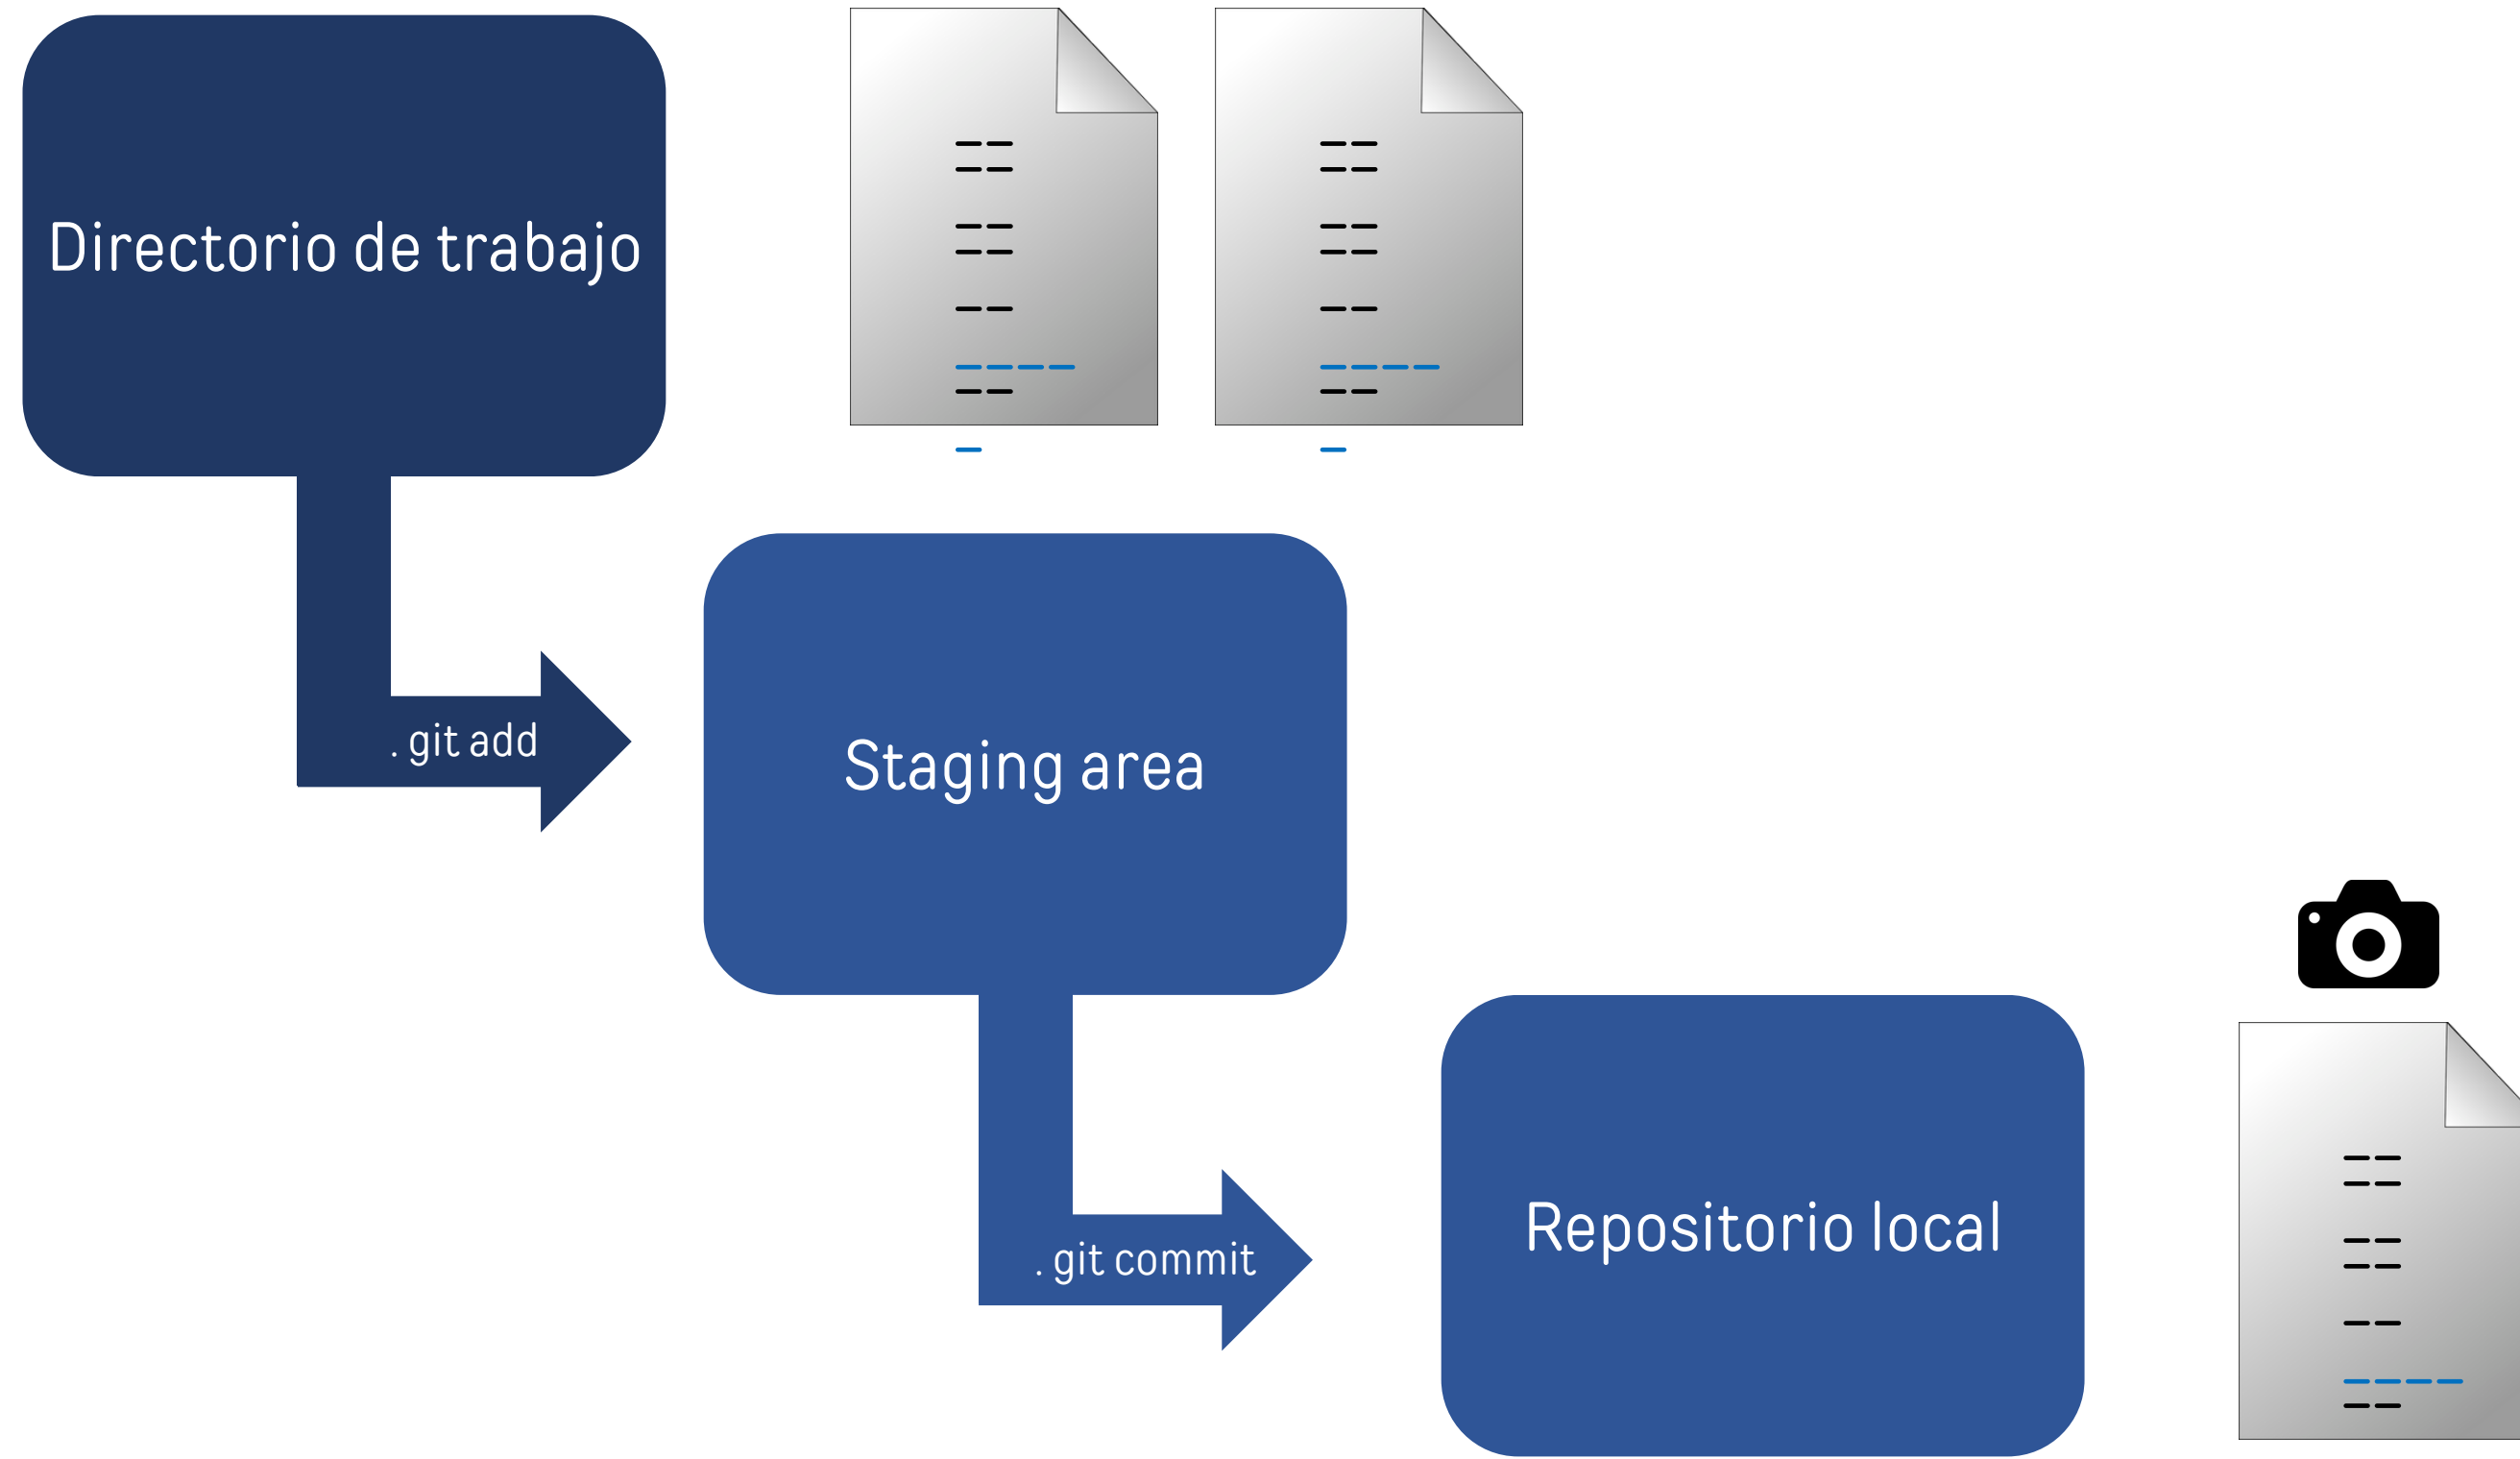 Directorio de trabajo
. git add
Staging area
. git commit
Repositorio local